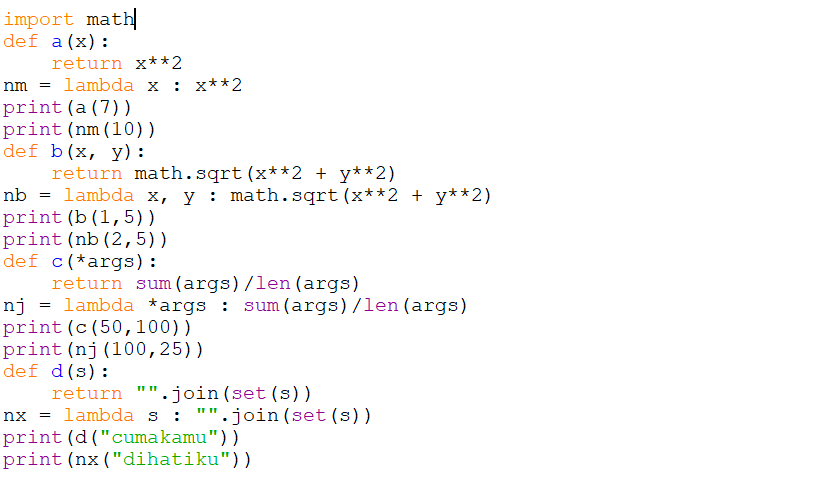 import math
def a(x):
    return x**2
nm = lambda x : x**2
print(a(7))
print(nm(10))
def b(x, y):
    return math.sqrt(x**2 + y**2)
nb = lambda x, y : math.sqrt(x**2 + y**2)
print(b(1,5))
print(nb(2,5))
def c(*args):
    return sum(args)/len(args)
nj = lambda *args : sum(args)/len(args)
print(c(50,100))
print(nj(100,25))
def d(s):
    return "".join(set(s))
nx = lambda s : "".join(set(s))
print(d("cumakamu"))
print(nx("dihatiku"))